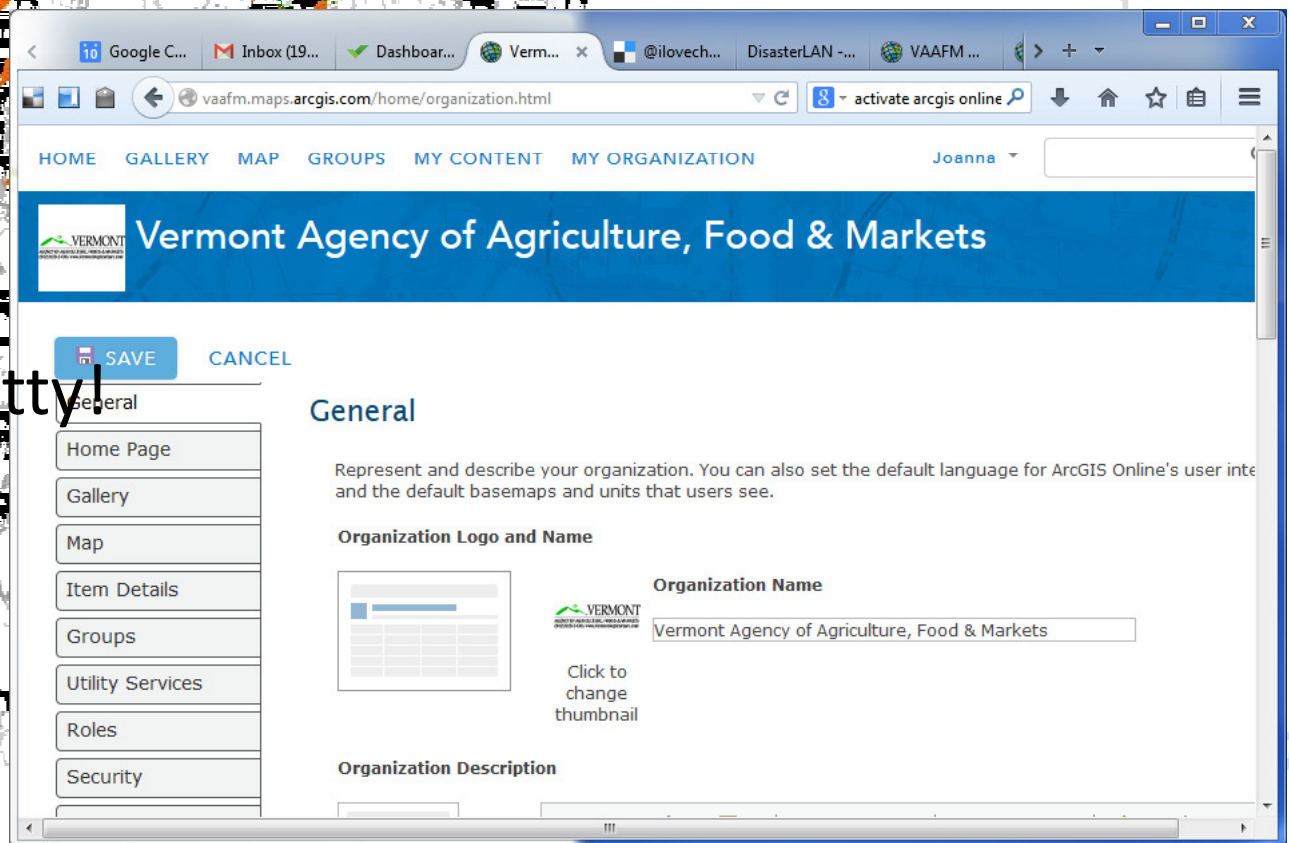 Google C...
Inbox (19...
Dashboar...
Verm...
@ilovech...
DisasterLAN -...
VAAFM ...
vaafm.maps.arcgis.com/home/organization.html
activate arcgis online
HOME GALLERY MAP GROUPS MY CONTENT MY ORGANIZATION Joanna
VERMONT
Vermont Agency of Agriculture, Food & Markets
SAVE CANCEL
tty!
General
Home Page
Gallery
Map
Item Details
Groups
Utility Services
Roles
Security
General
Represent and describe your organization. You can also set the default language for ArcGIS Online's user inte
and the default basemaps and units that users see.
Organization Logo and Name
Organization Name
VERMONT
Vermont Agency of Agriculture, Food & Markets
Click to
change
thumbnail
Organization Description